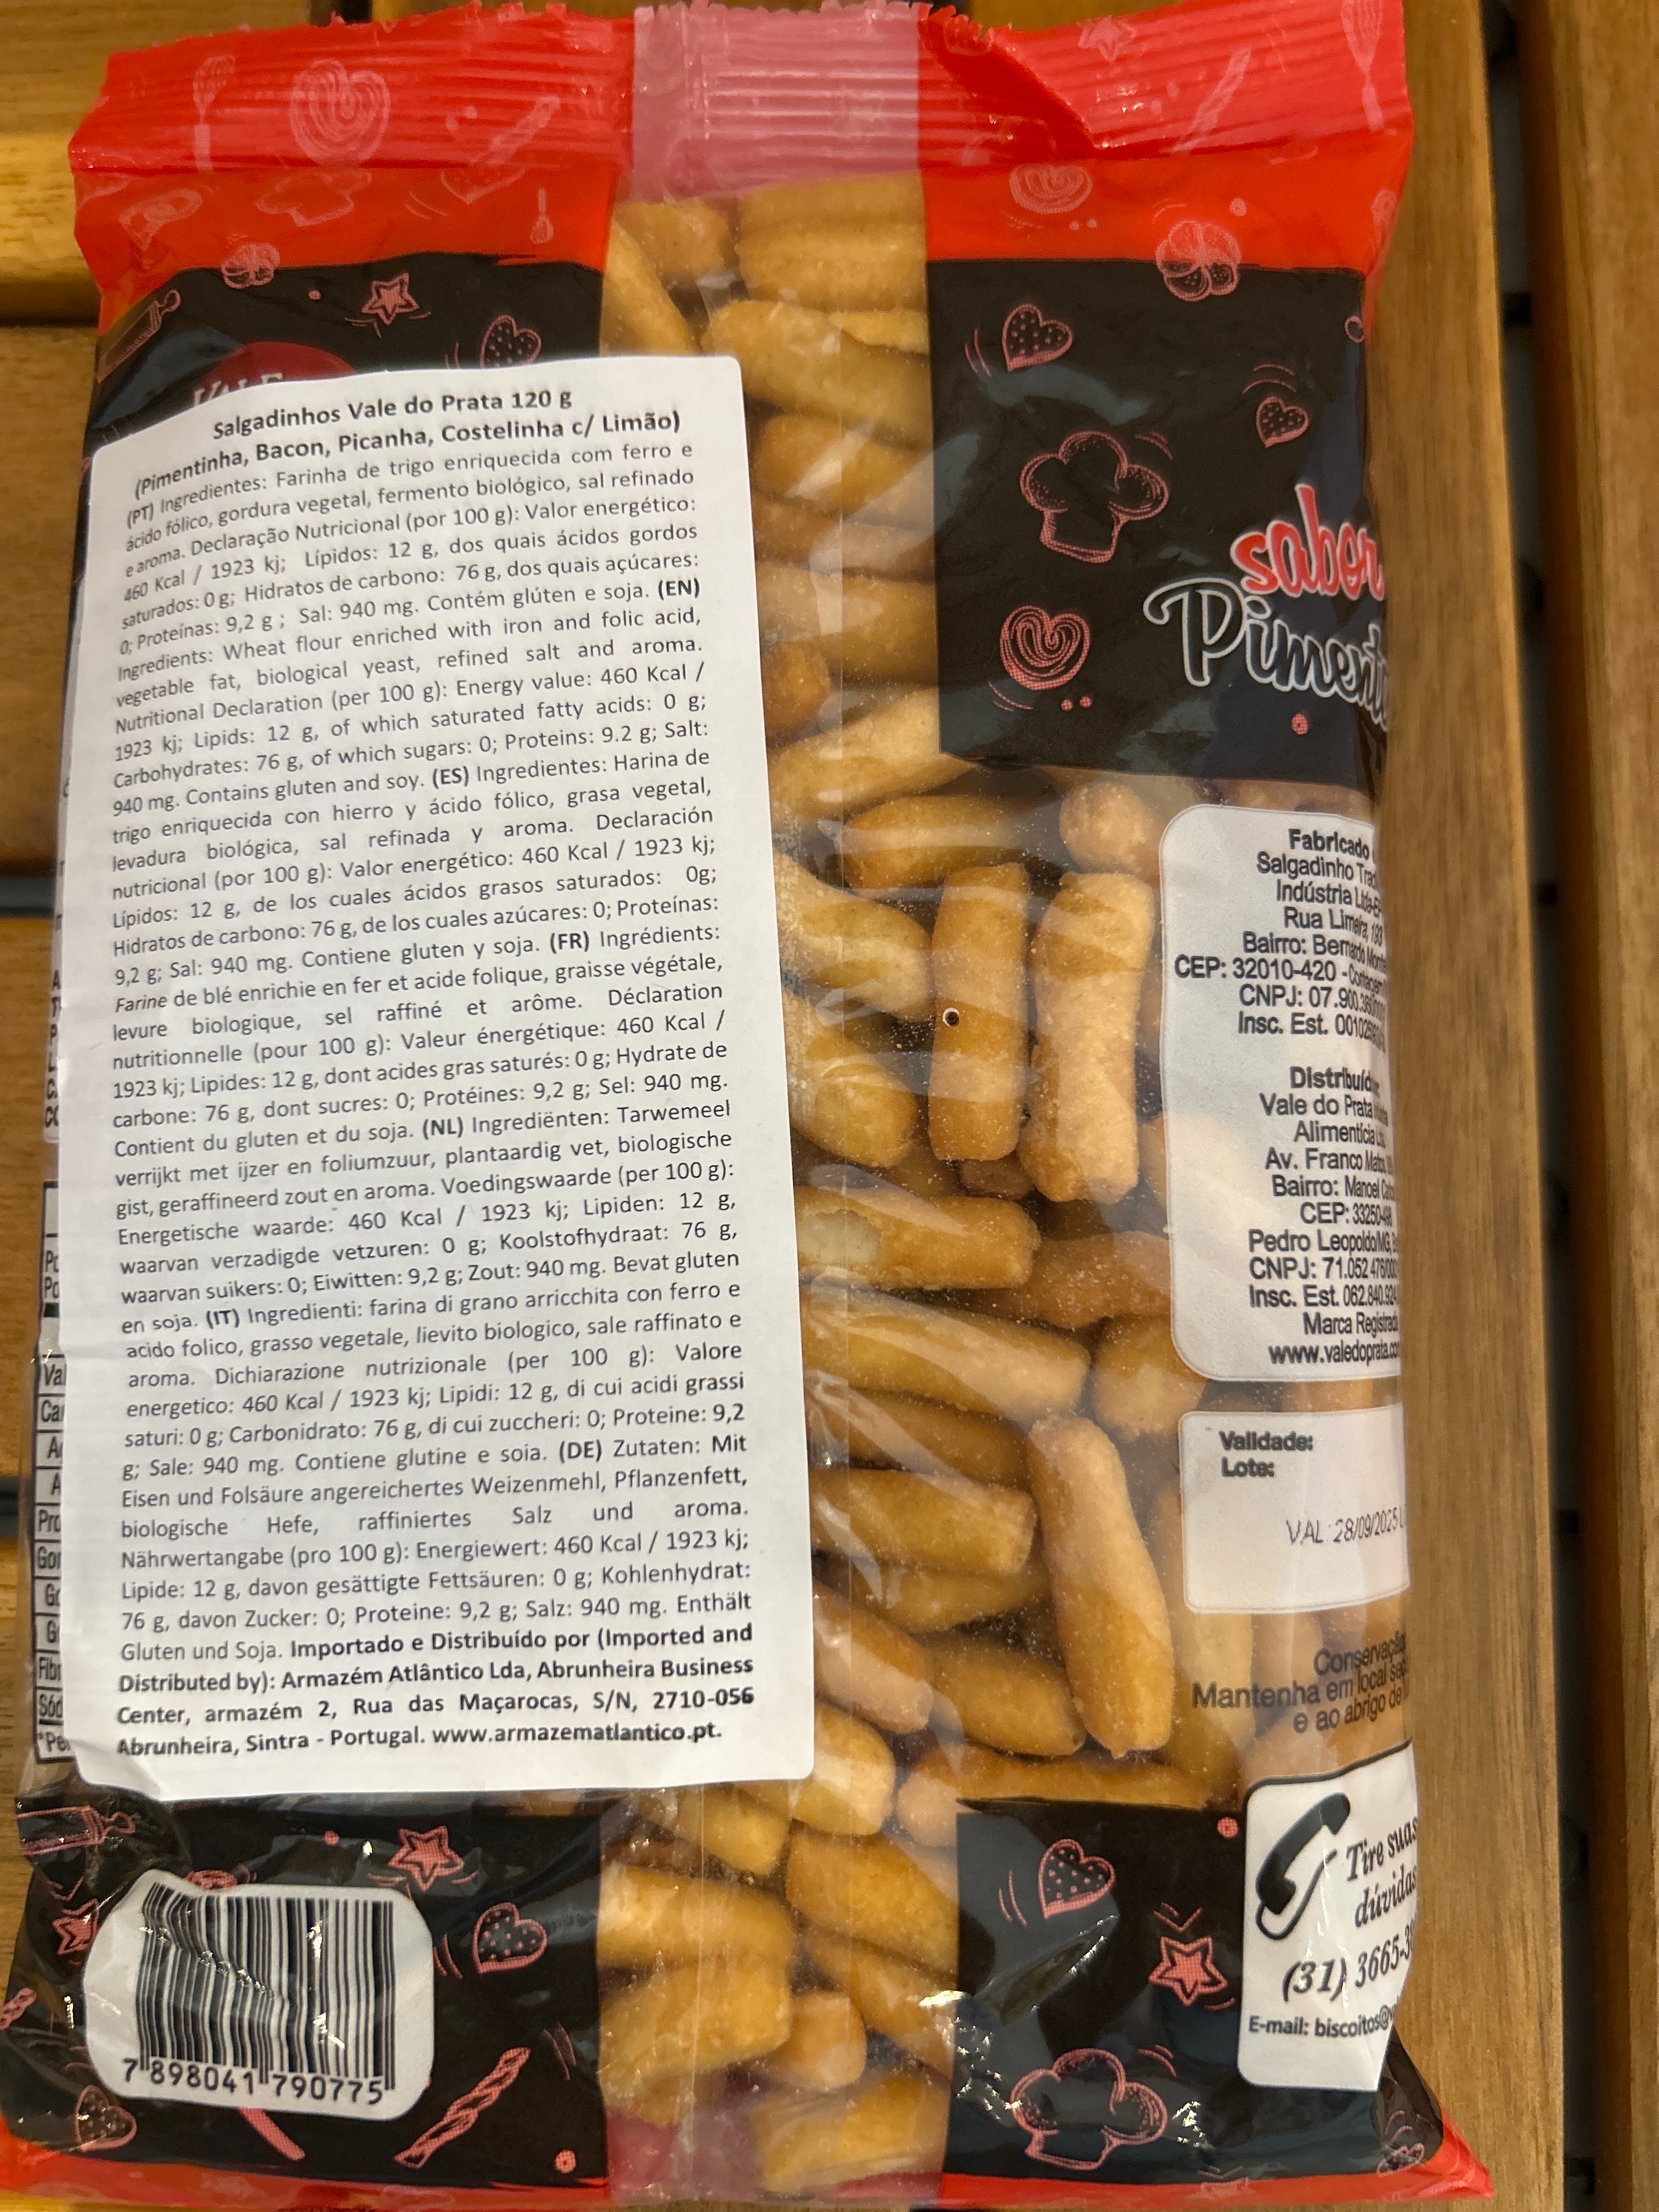 Salgadinhos Vale do Prata 120 g
(Pimentinha, Bacon, Picanha, Costelinha c/ Limão)
(PT) Ingredientes: Farinha de trigo enriquecida com ferro e
ácido fólico, gordura vegetal, fermento biológico, sal refinado
e aroma. Declaração Nutricional (por 100 g): Valor energético:
460 Kcal / 1923 kj; Lípidos: 12 g, dos quais ácidos gordos
saturados: 0 g; Hidratos de carbono: 76 g, dos quais açúcares:
0; Proteínas: 9,2 g ; Sal: 940 mg. Contém glúten e soja. (EN)
Ingredients: Wheat flour enriched with iron and folic acid,
vegetable fat, biological yeast, refined salt and aroma.
Nutritional Declaration (per 100 g): Energy value: 460 Kcal /
1923 kj; Lipids: 12 g, of which saturated fatty acids: 0 g;
Carbohydrates: 76 g, of which sugars: 0; Proteins: 9.2 g; Salt:
940 mg. Contains gluten and soy. (ES) Ingredientes: Harina de
trigo enriquecida con hierro y ácido fólico, grasa vegetal,
levadura biológica, sal refinada y aroma. Declaración
nutricional (por 100 g): Valor energético: 460 Kcal / 1923 kj;
Lípidos: 12 g, de los cuales ácidos grasos saturados: 0g;
Hidratos de carbono: 76 g, de los cuales azúcares: 0; Proteínas:
9,2 g; Sal: 940 mg. Contiene gluten y soja. (FR) Ingrédients:
Farine de blé enrichie en fer et acide folique, graisse végétale,
levure biologique, sel raffiné et arôme. Déclaration
nutritionnelle (pour 100 g): Valeur énergétique: 460 Kcal /
1923 kj; Lipides: 12 g, dont acides gras saturés: 0 g; Hydrate de
carbone: 76 g, dont sucres: 0; Protéines: 9,2 g; Sel: 940 mg.
Contient du gluten et du soja. (NL) Ingrediënten: Tarwemeel
verrijkt met ijzer en foliumzuur, plantaardig vet, biologische
gist, geraffineerd zout en aroma. Voedingswaarde (per 100 g):
Energetische waarde: 460 Kcal / 1923 kj; Lipiden: 12 g,
waarvan verzadigde vetzuren: 0 g; Koolstofhydraat: 76 g,
waarvan suikers: 0; Eiwitten: 9,2 g; Zout: 940 mg. Bevat gluten
en soja. (IT) Ingredienti: farina di grano arricchita con ferro e
acido folico, grasso vegetale, lievito biologico, sale raffinato e
aroma. Dichiarazione nutrizionale (per 100 g): Valore
energetico: 460 Kcal / 1923 kj; Lipidi: 12 g, di cui acidi grassi
saturi: 0 g; Carbonidrato: 76 g, di cui zuccheri: 0; Proteine: 9,2
g; Sale: 940 mg. Contiene glutine e soia. (DE) Zutaten: Mit
Eisen und Folsäure angereichertes Weizenmehl, Pflanzenfett,
biologische Hefe, raffiniertes Salz und aroma.
Nährwertangabe (pro 100 g): Energiewert: 460 Kcal / 1923 kj;
Lipide: 12 g, davon gesättigte Fettsäuren: 0 g; Kohlenhydrat:
76 g, davon Zucker: 0; Proteine: 9,2 g; Salz: 940 mg. Enthält
Gluten und Soja. Importado e Distribuído por (Imported and
Distributed by): Armazém Atlântico Lda, Abrunheira Business
Center, armazém 2, Rua das Maçarocas, S/N, 2710-056
Abrunheira, Sintra - Portugal. www.armazematlantico.pt.
7 898041 790775
sabor
Piment
Fabricado
Salgadinho
Indústria
Rua Limeira,
Bairro: Bernardo
CEP: 32010-420 -
CNPJ: 07.900.
Insc. Est.
Distribuíd
Vale do Prata
Alimentícia
Av. Franco
Bairro: Manoel
CEP:
Pedro Leopoldo/MG,
CNPJ: 71.052
Insc. Est. 062.840.
Marca Registrad
www.valedoprata.co
Validade:
Lote:
VAL 28/09/2025
Conservação
Mantenha em local
e ao abrigo de
Tire suas
dúvidas
(31) 3665-
E-mail: biscoitos@